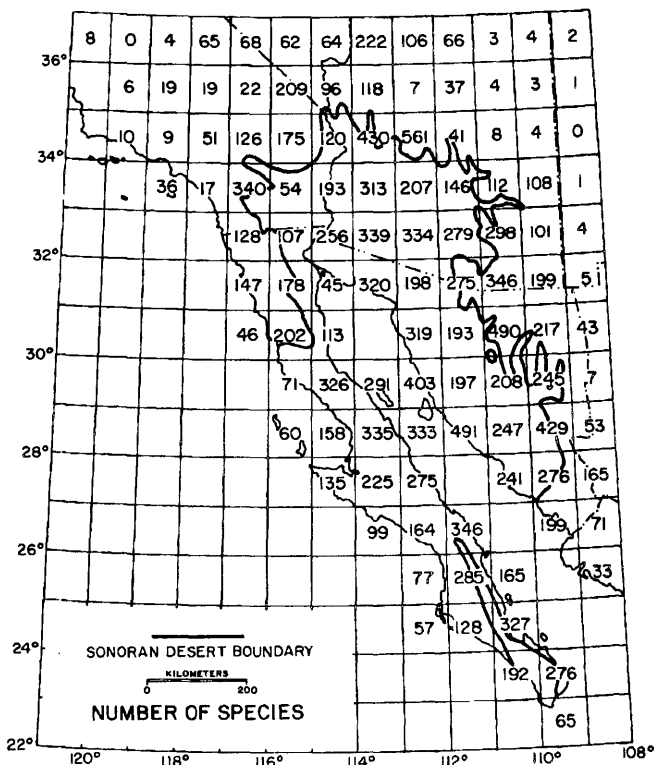 8 0 4 65 68 62 64 222 106 66 3 4 2
36°
6 19 19 22 209 96 118 7 37 4 3 1
10 9 51 126 175 120 430 561 41 8 4 0
34°
36 17 340 54 193 313 207 146 112 108 1
32°
128 107 256 339 334 279 298 101 4
147 178 45 320 198 275 346 199 51
46 202 113 319 193 490 217 43
30°
71 326 291 403 197 208 245 7
60 158 335 333 491 247 429 53
28°
135 225 275 241 276 165
99 164 346 199 71
26°
77 285 165 33
57 128 327
24°
SONORAN DESERT BOUNDARY
KILOMETERS
0 200
192 276
NUMBER OF SPECIES
65
22°
120° 118° 116° 114° 112° 110° 108°